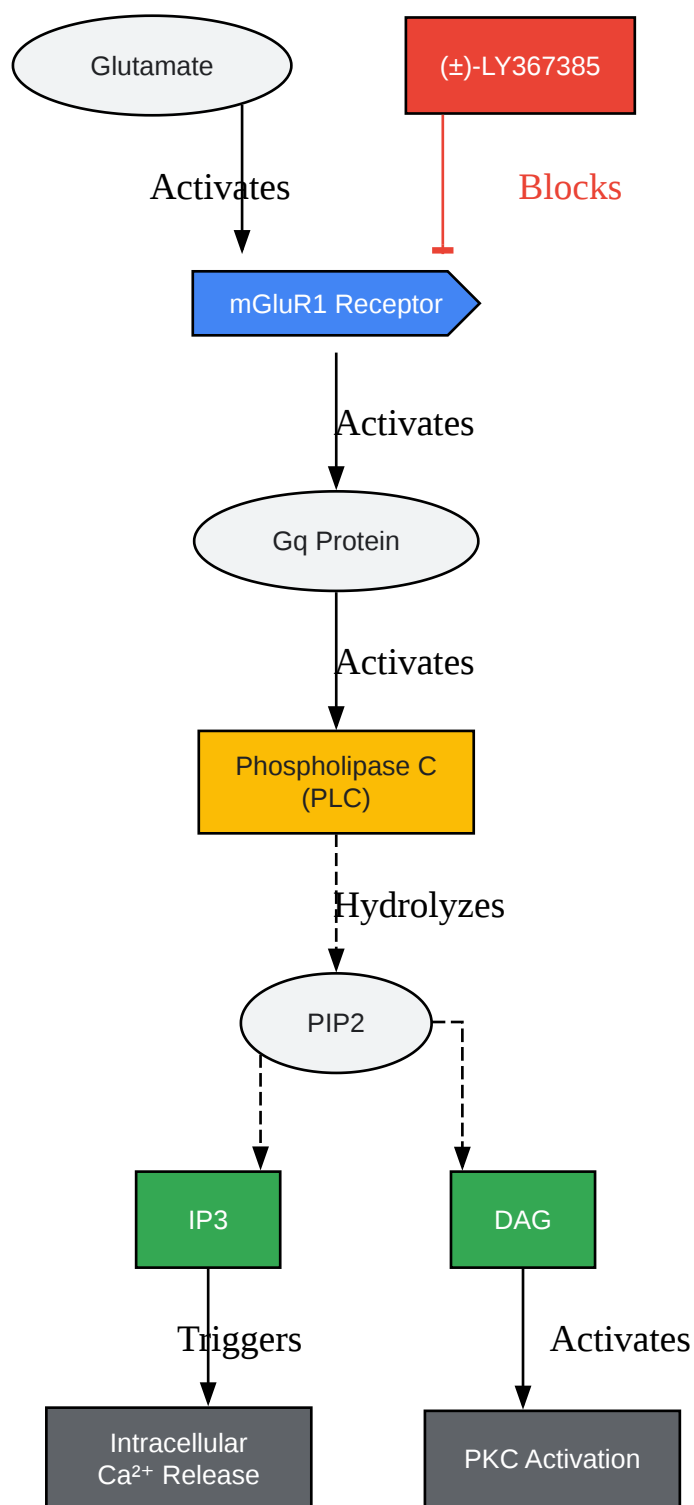 Glutamate
(±)-LY367385
Activates
Blocks
mGluR1 Receptor
Activates
Gq Protein
Activates
Phospholipase C
(PLC)
Hydrolyzes
PIP2
IP3
DAG
Triggers
Activates
Intracellular
Ca²⁺ Release
PKC Activation